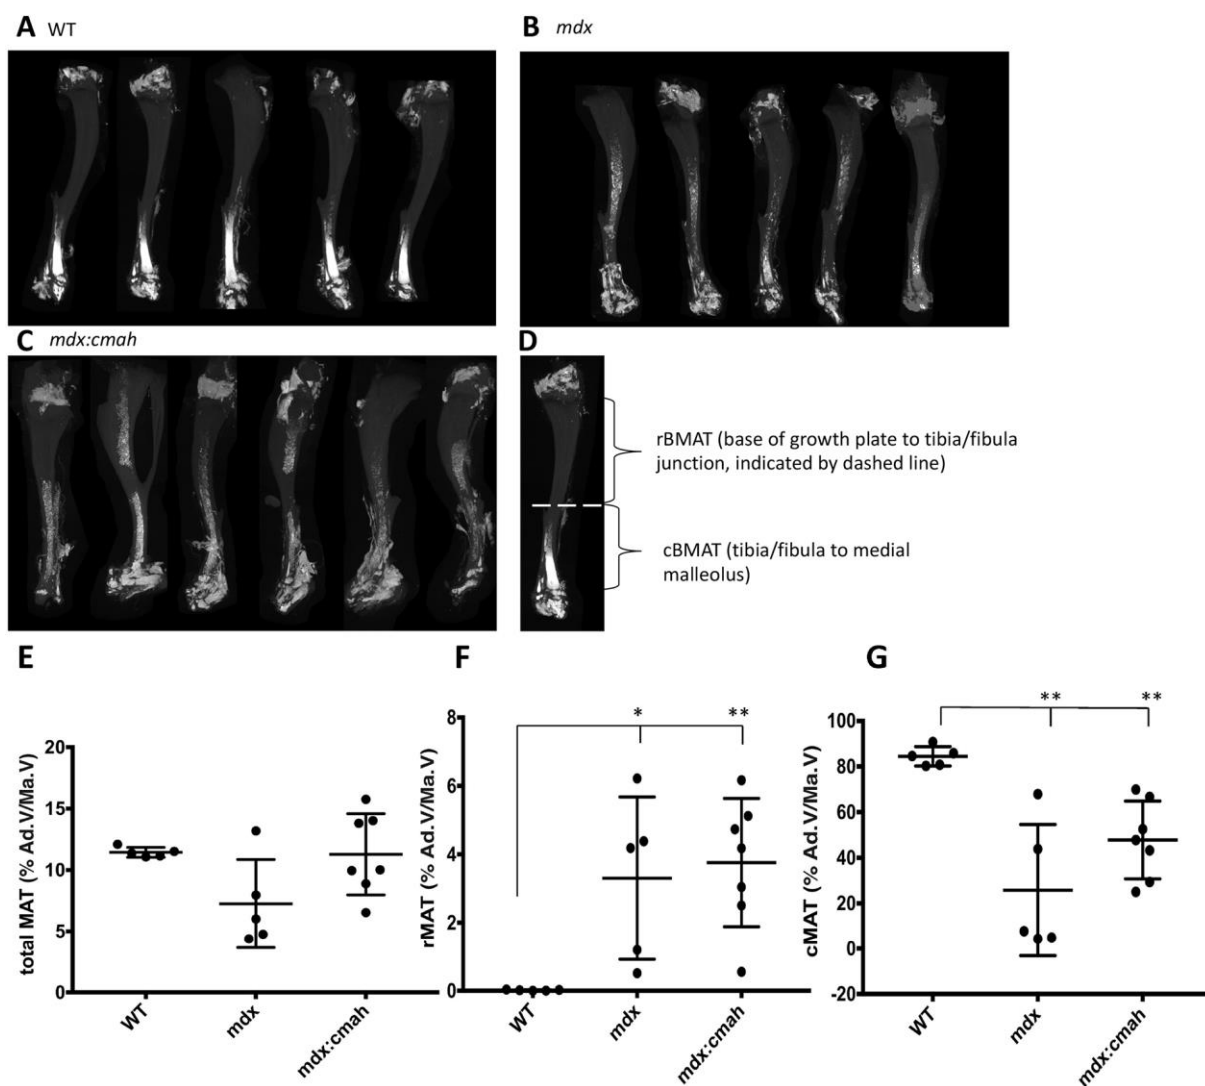 A WT
B mdx
C mdx:cmah
D
rBMAT (base of growth plate to tibia/fibula
junction, indicated by dashed line)
cBMAT (tibia/fibula to medial
malleolus)
E
total MAT (% Ad.V/Ma.V)
20
15
10
5
0
WT
mdx
mdx:cmah
F
rMAT (% Ad.V/Ma.V)
8
6
4
2
0
*
**
WT
mdx
mdx:cmah
G
cMAT (% Ad.V/Ma.V)
100
80
60
40
20
0
-20
**
**
WT
mdx
mdx:cmah